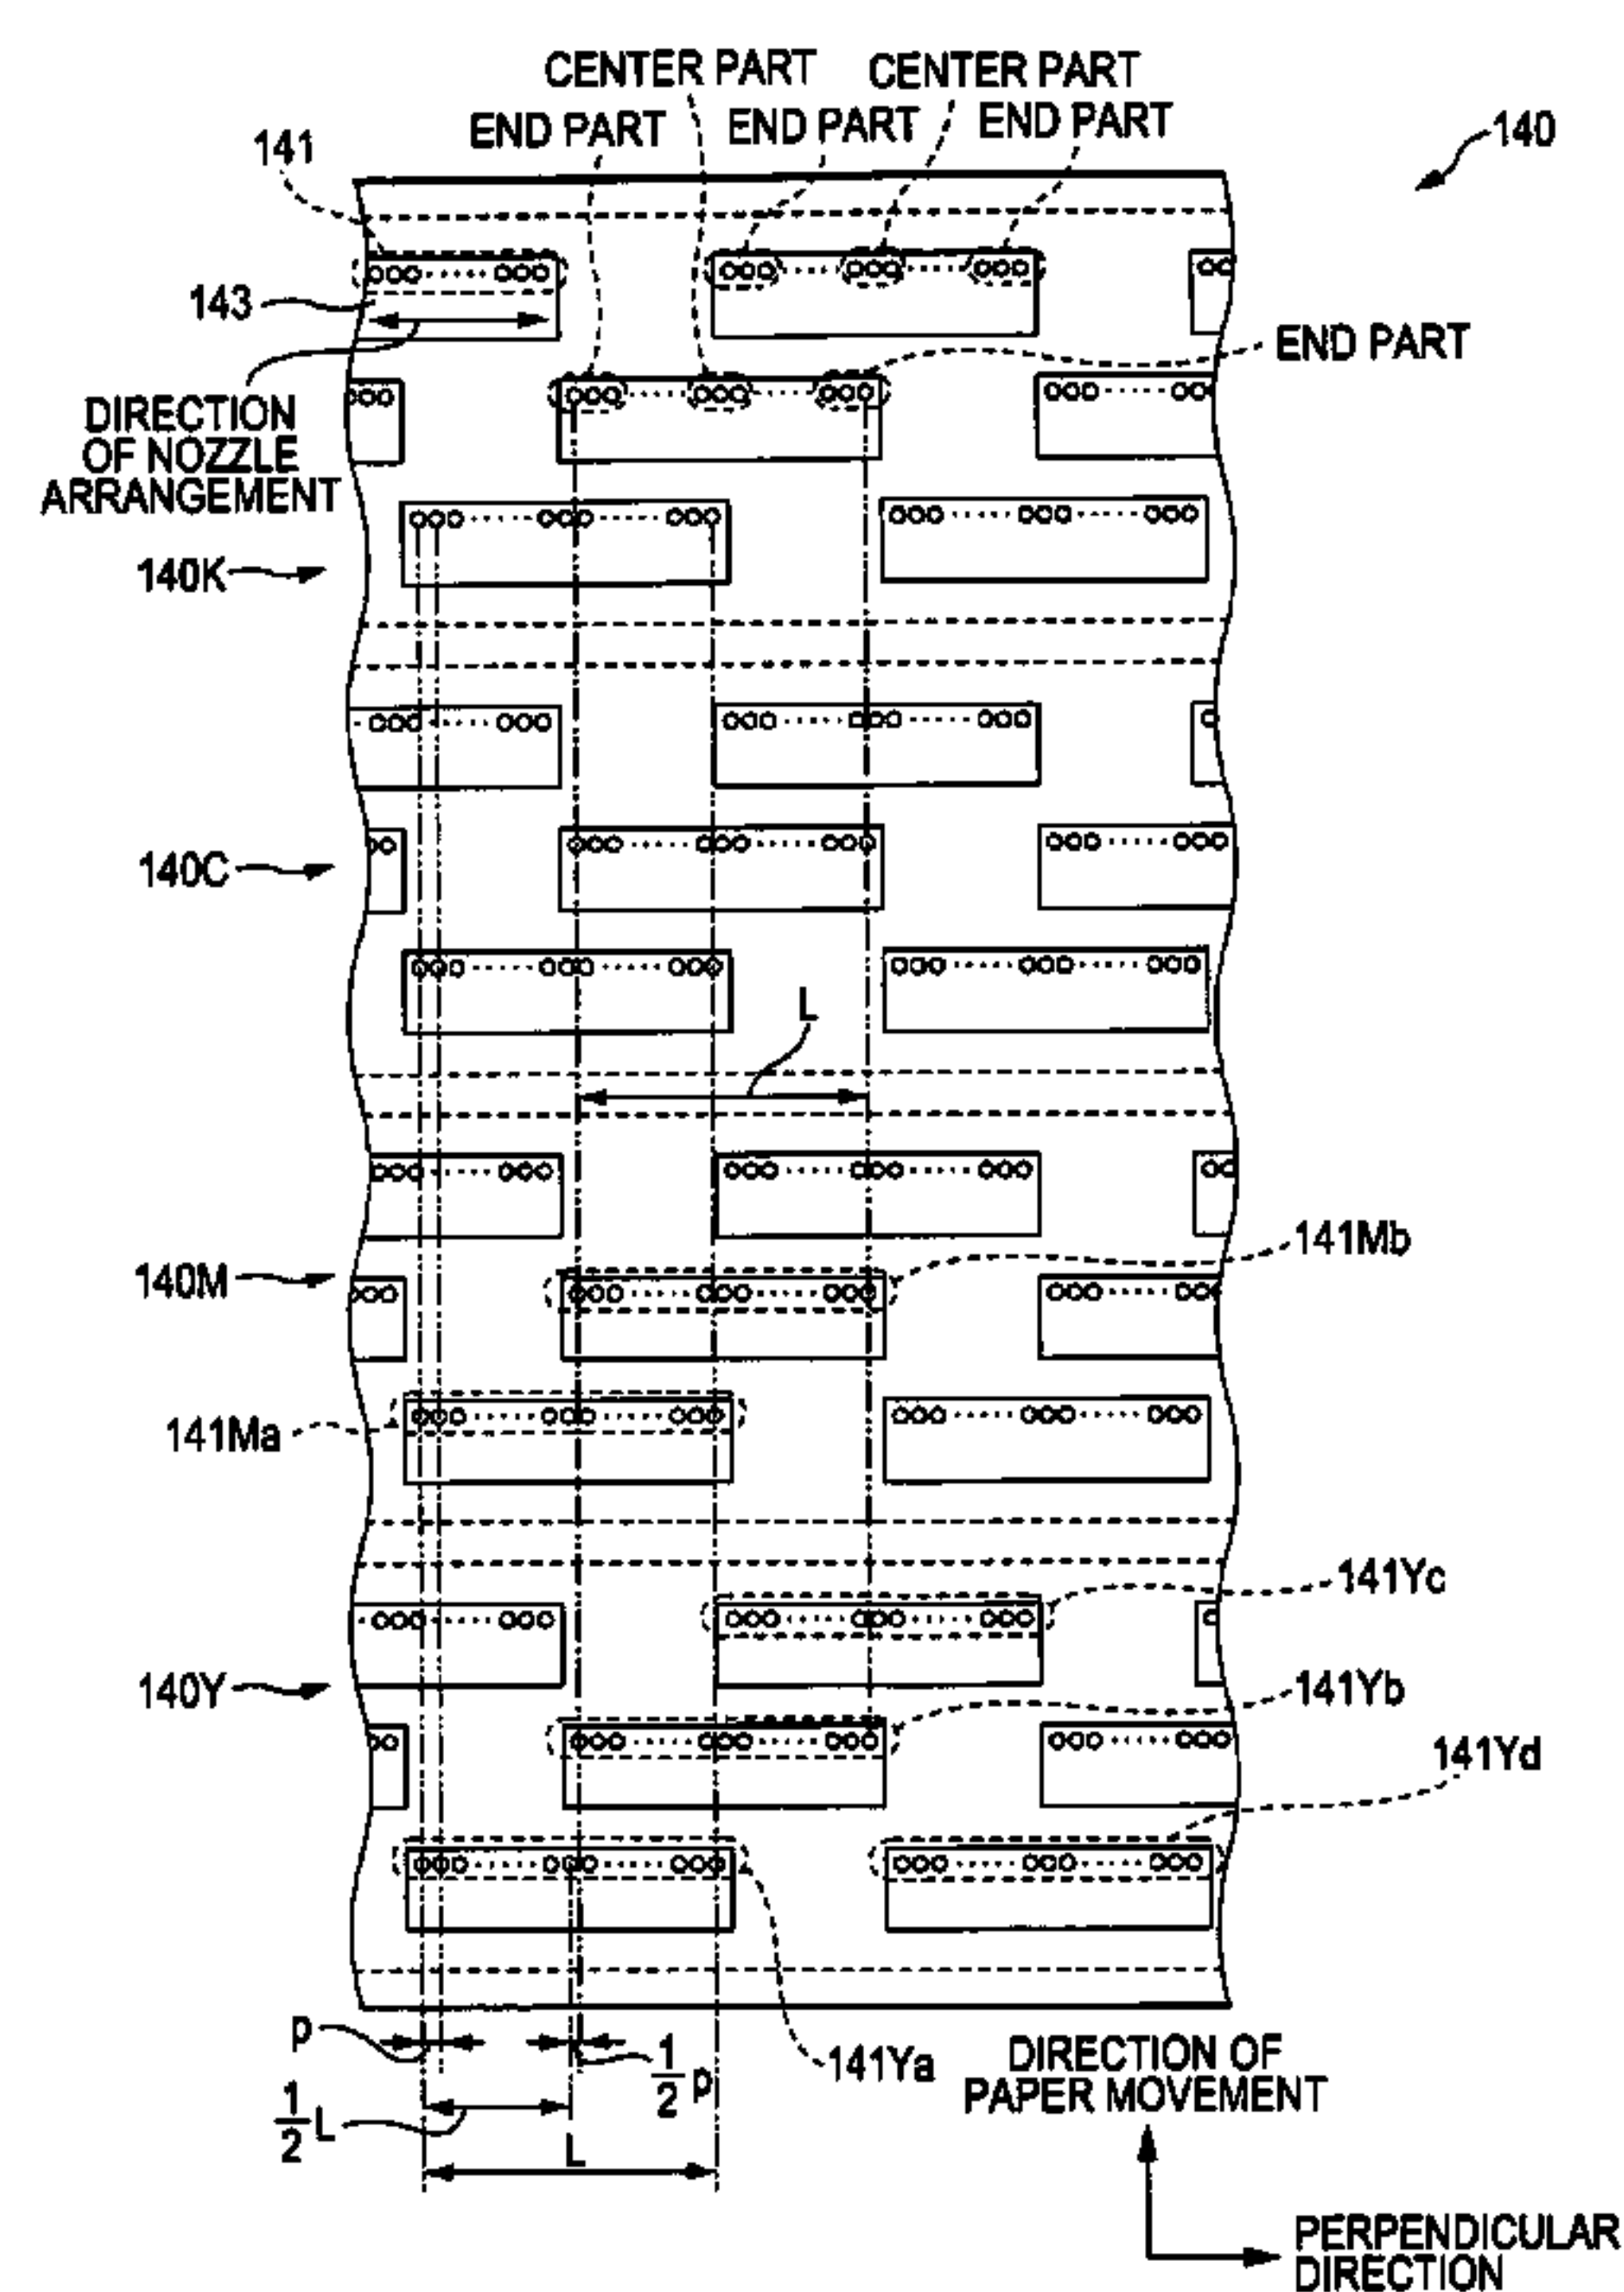 CENTER PART
CENTER PART
END PART
END PART
END PART
140
141
143
END PART
DIRECTION
OF NOZZLE
ARRANGEMENT
140K
140C
L
141Mb
140M
141Ma
141Yc
140Y
141Yb
141Yd
p
1/2 p
141Ya
1/2 L
L
DIRECTION OF
PAPER MOVEMENT
PERPENDICULAR
DIRECTION